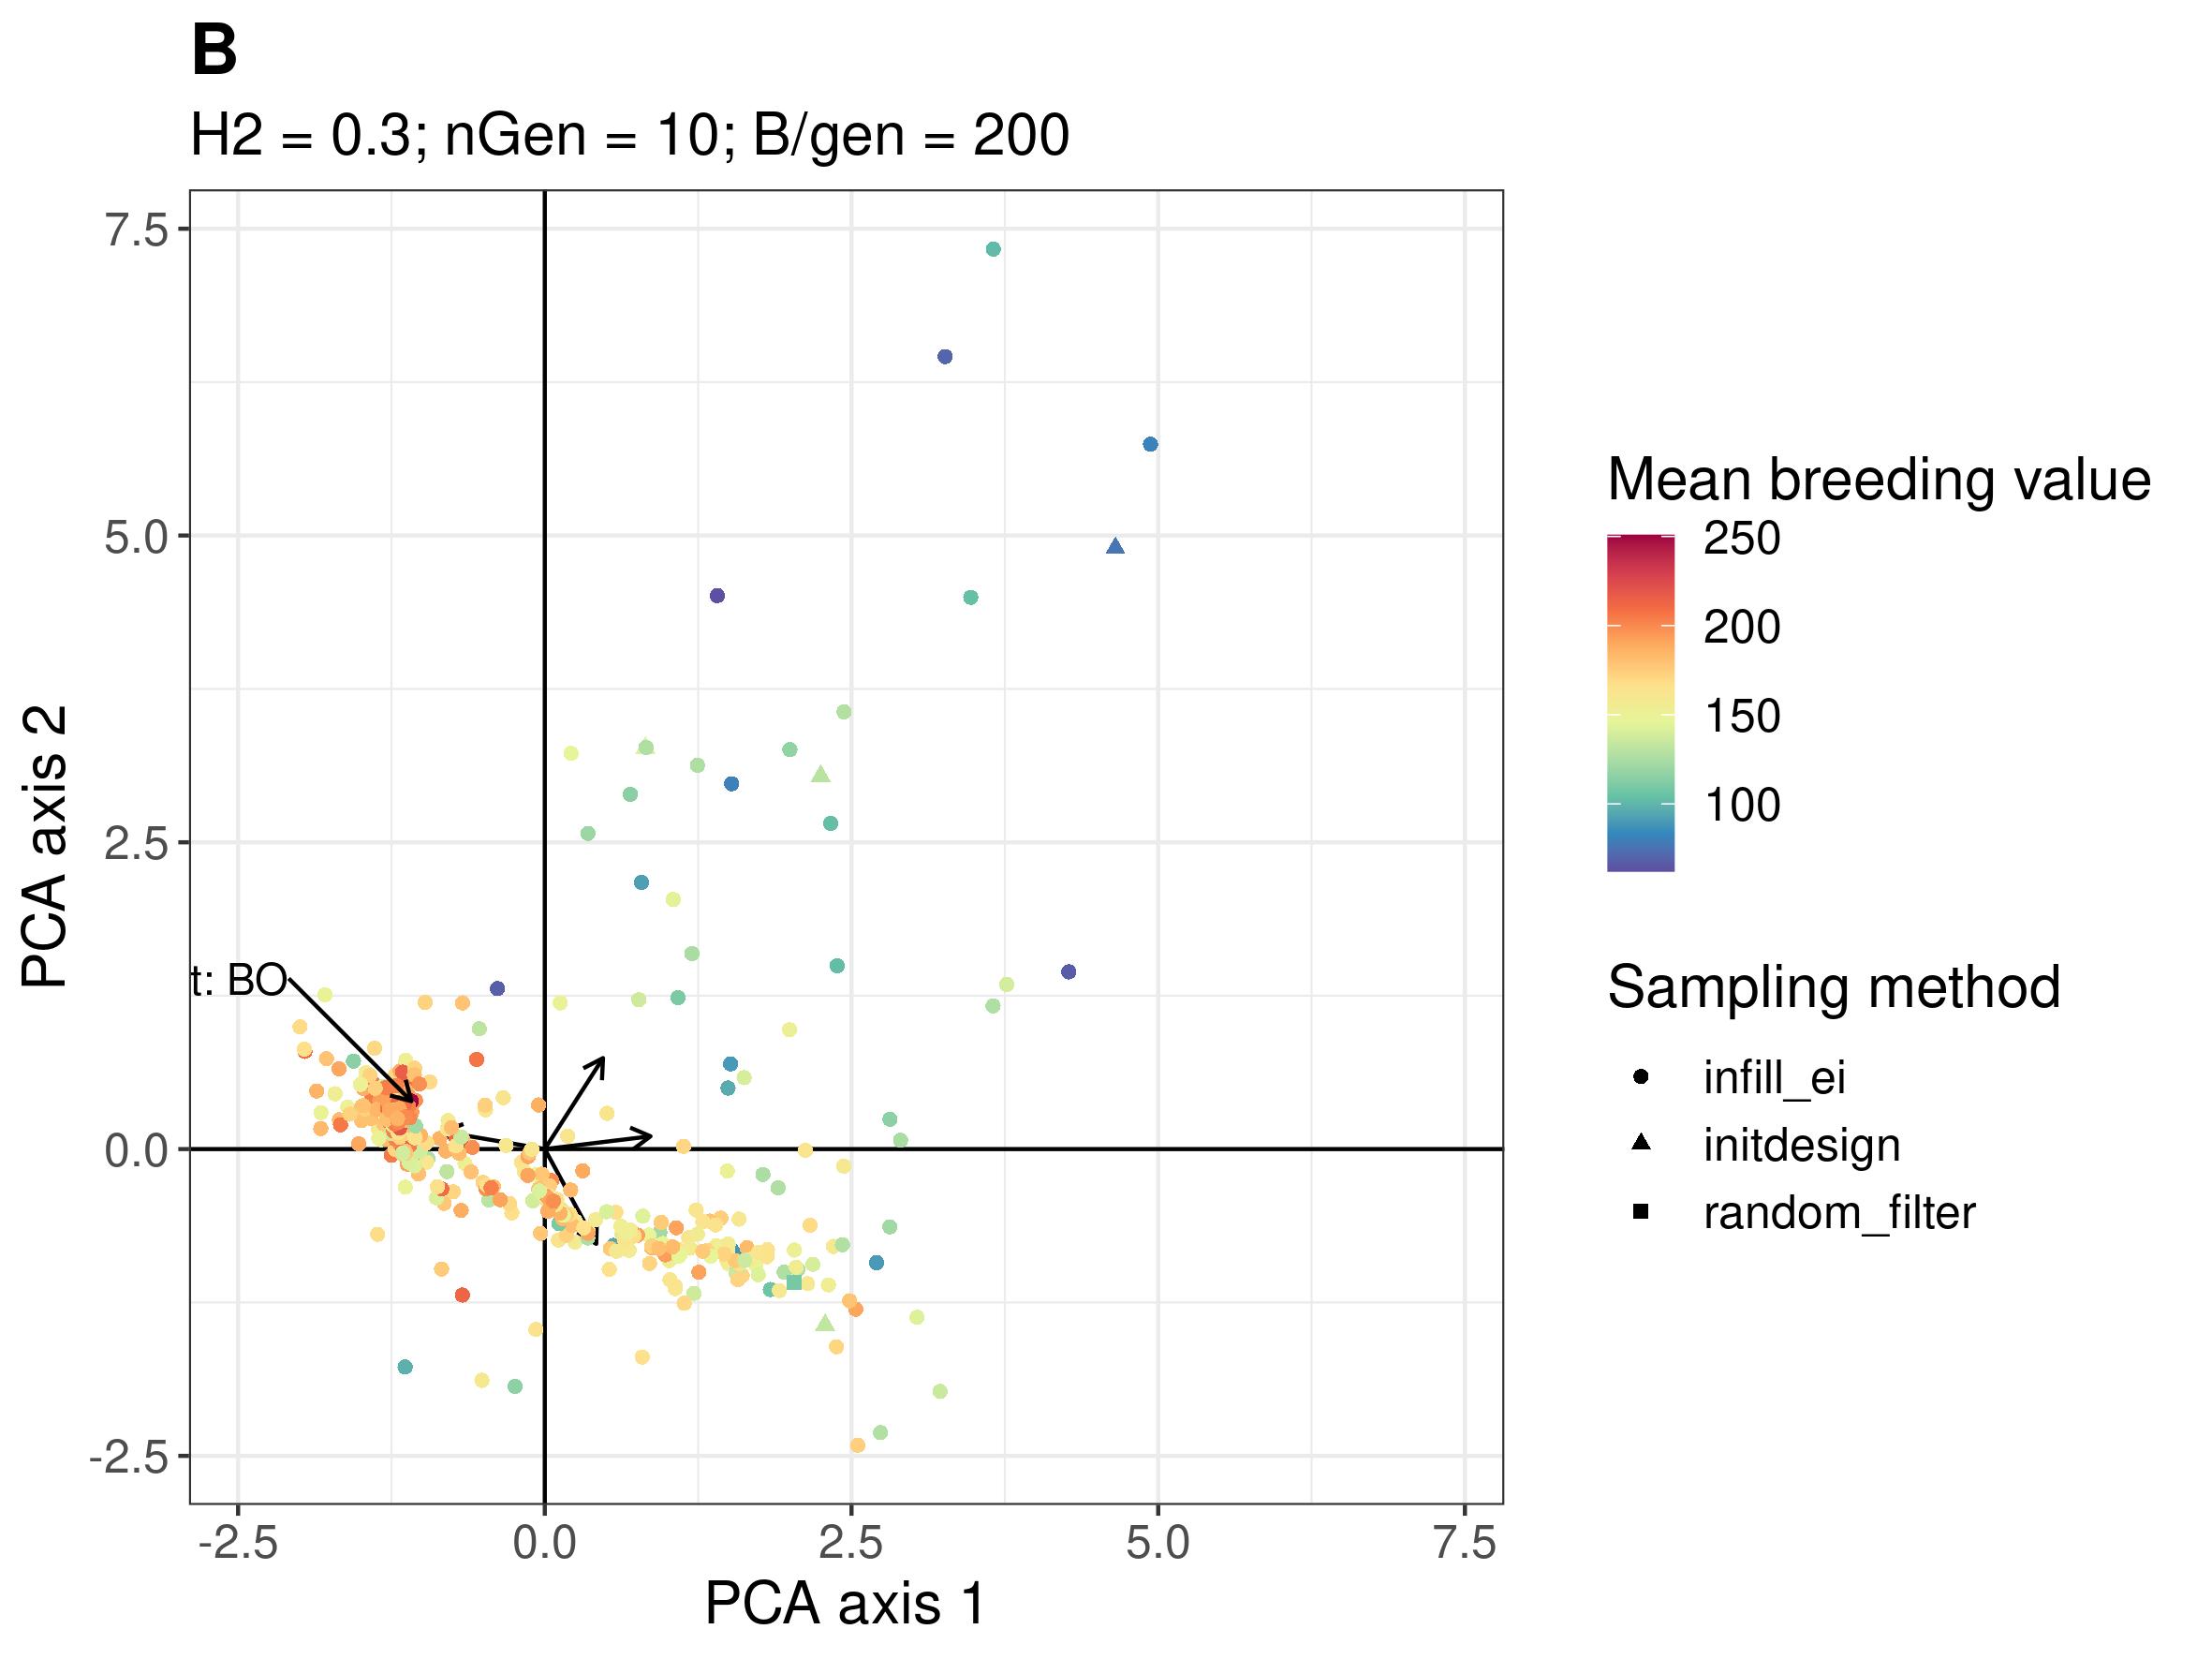 B
H2 = 0.3; nGen = 10; B/gen = 200
7.5
5.0
2.5
0.0
-2.5
PCA axis 2
t: BO
-2.5 0.0 2.5 5.0 7.5
PCA axis 1
Mean breeding value
250
200
150
100
Sampling method
infill_ei
initdesign
random_filter